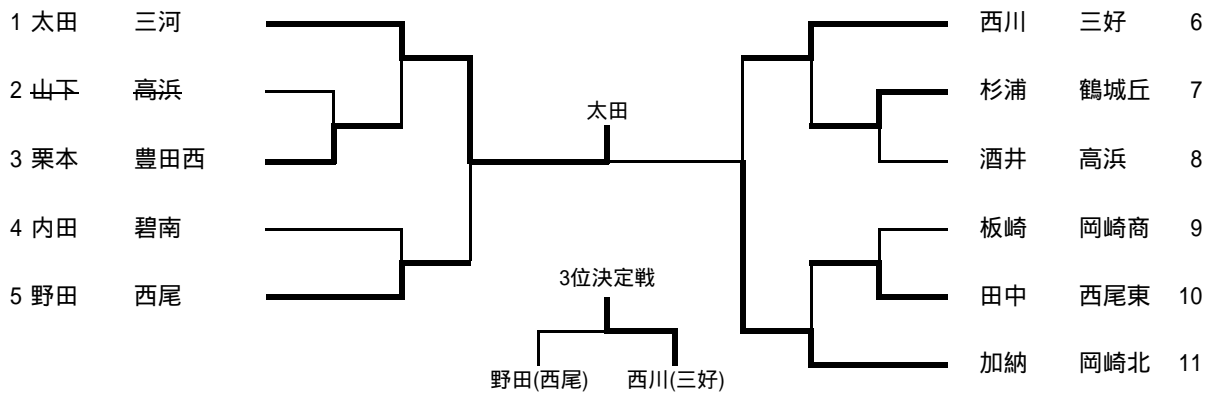 1 太田 三河
2 山下 高浜
3 栗本 豊田西
4 内田 碧南
5 野田 西尾
太田
3位決定戦
野田(西尾) 西川(三好)
西川 三好 6
杉浦 鶴城丘 7
酒井 高浜 8
板崎 岡崎商 9
田中 西尾東 10
加納 岡崎北 11